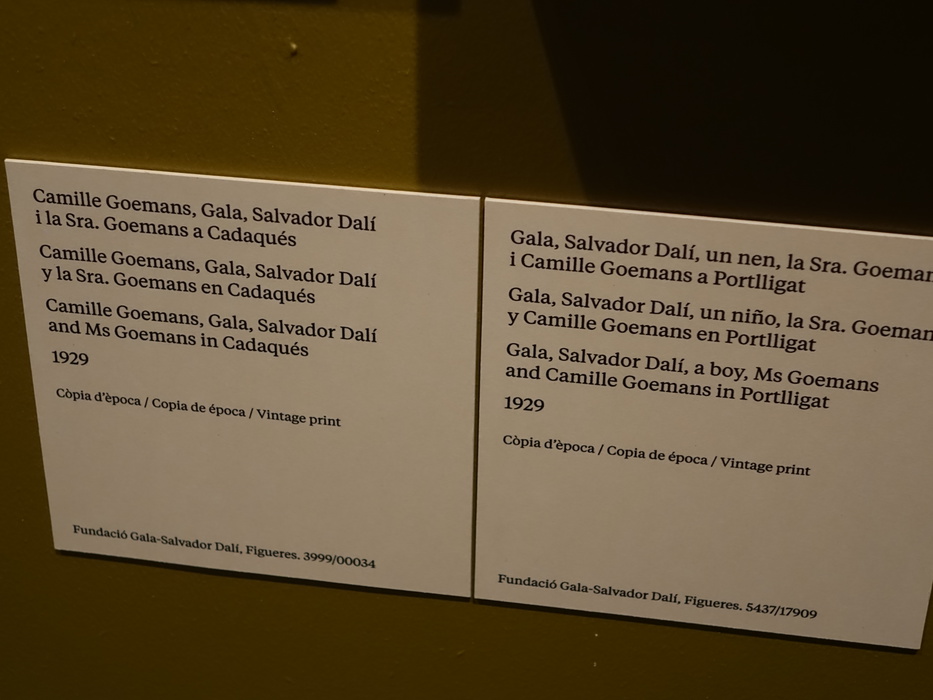 Camille Goemans, Gala, Salvador Dalí
i la Sra. Goemans a Cadaqués
Camille Goemans, Gala, Salvador Dalí
y la Sra. Goemans en Cadaqués
Camille Goemans, Gala, Salvador Dalí
and Ms Goemans in Cadaqués
1929
Còpia d'època / Copia de época / Vintage print
Fundació Gala-Salvador Dalí, Figueres. 3999/00034
Gala, Salvador Dalí, un nen, la Sra. Goeman
i Camille Goemans a Portlligat
Gala, Salvador Dalí, un niño, la Sra. Goeman
y Camille Goemans en Portlligat
Gala, Salvador Dalí, a boy, Ms Goemans
and Camille Goemans in Portlligat
1929
Còpia d'època / Copia de época / Vintage print
Fundació Gala-Salvador Dalí, Figueres. 5437/17909